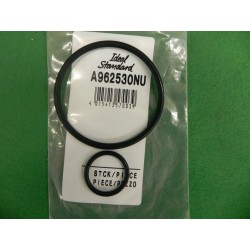 Ideal
Standard
A962530NU
STCK/PIECE
PIECE/PEZZO